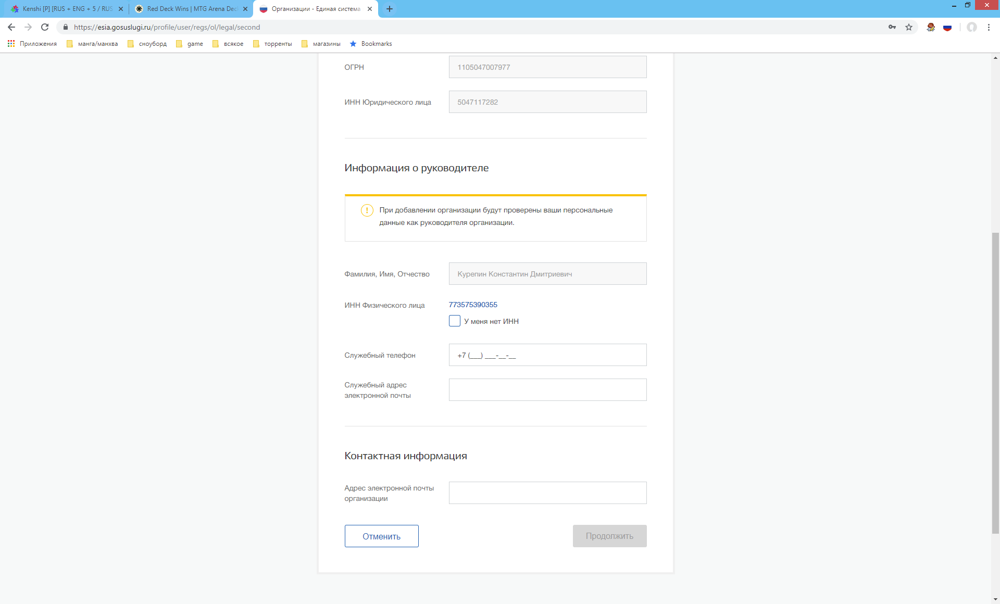 Kenshi [P] [RUS + ENG + 5 / RUS
Red Deck Wins | MTG Arena Dec
Организации - Единая система
https://esia.gosuslugi.ru/profile/user/regs/ol/legal/second
Приложения
манга/манхва
сноуборд
game
всякое
торренты
магазины
Bookmarks
ОГРН
1105047007977
ИНН Юридического лица
5047117282
Информация о руководителе
При добавлении организации будут проверены ваши персональные
данные как руководителя организации.
Фамилия, Имя, Отчество
Курепин Константин Дмитриевич
ИНН Физического лица
773575390355
У меня нет ИНН
Служебный телефон
+7 (___) ___-__-__
Служебный адрес
электронной почты
Контактная информация
Адрес электронной почты
организации
Отменить
Продолжить